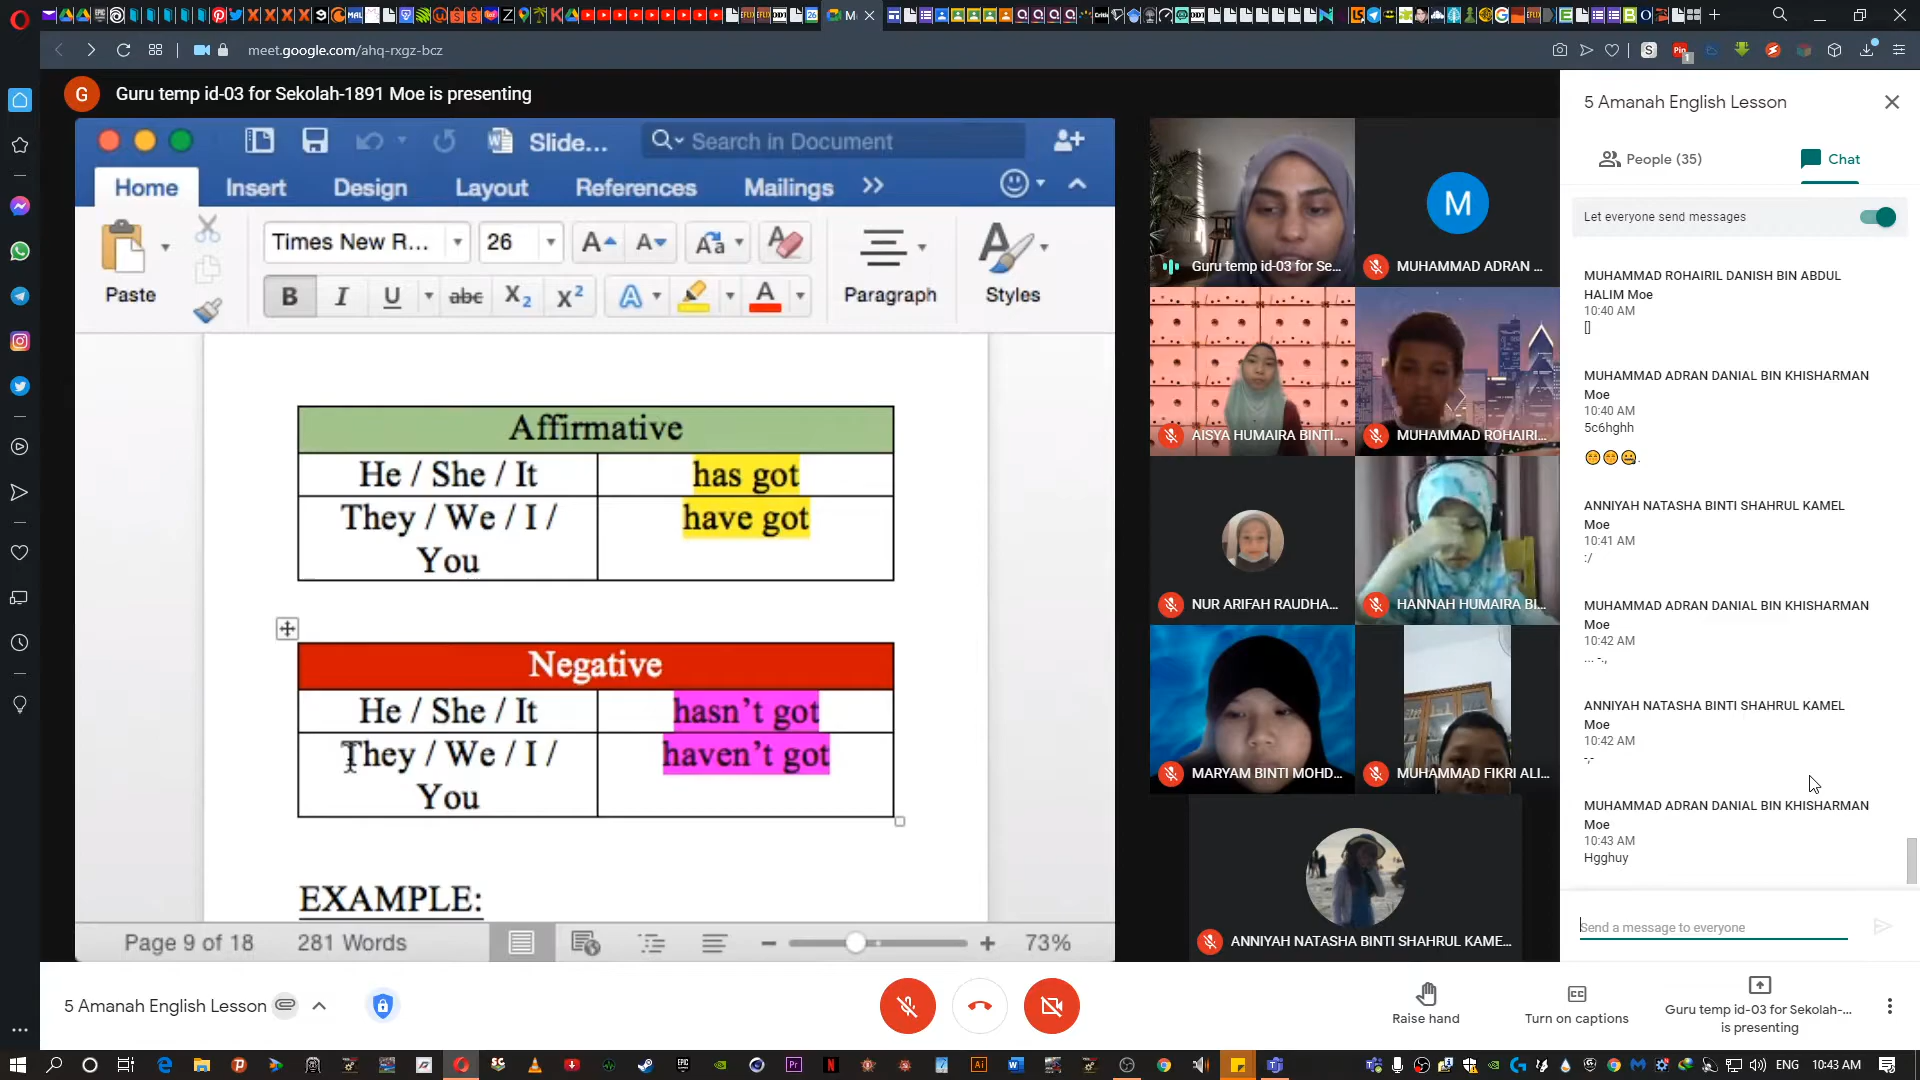 meet.google.com/ahq-rxgz-bcz
G
Guru temp id-03 for Sekolah-1891 Moe is presenting
Slide...
Search in Document
Home
Insert
Design
Layout
References
Mailings
Paste
Times New R...
26
Paragraph
Styles
Affirmative
He / She / It
has got
They / We / I /
You
have got
Negative
He / She / It
hasn't got
They / We / I /
You
haven't got
EXAMPLE:
Page 9 of 18
281 Words
73%
Guru temp id-03 for Se...
M
MUHAMMAD ADRAN ...
AISYA HUMAIRA BINTI...
MUHAMMAD ROHAIRI...
NUR ARIFAH RAUDHA...
HANNAH HUMAIRA BI...
MARYAM BINTI MOHD...
MUHAMMAD FIKRI ALI...
ANNIYAH NATASHA BINTI SHAHRUL KAME...
5 Amanah English Lesson
People (35)
Chat
Let everyone send messages
MUHAMMAD ROHAIRIL DANISH BIN ABDUL
HALIM Moe
10:40 AM
[]
MUHAMMAD ADRAN DANIAL BIN KHISHARMAN
Moe
10:40 AM
5c6hghh
ANNIYAH NATASHA BINTI SHAHRUL KAMEL
Moe
10:41 AM
:/
MUHAMMAD ADRAN DANIAL BIN KHISHARMAN
Moe
10:42 AM
... -.,
ANNIYAH NATASHA BINTI SHAHRUL KAMEL
Moe
10:42 AM
-,-
MUHAMMAD ADRAN DANIAL BIN KHISHARMAN
Moe
10:43 AM
Hgghuy
Send a message to everyone
5 Amanah English Lesson
Raise hand
Turn on captions
Guru temp id-03 for Sekolah-...
is presenting
ENG
10:43 AM